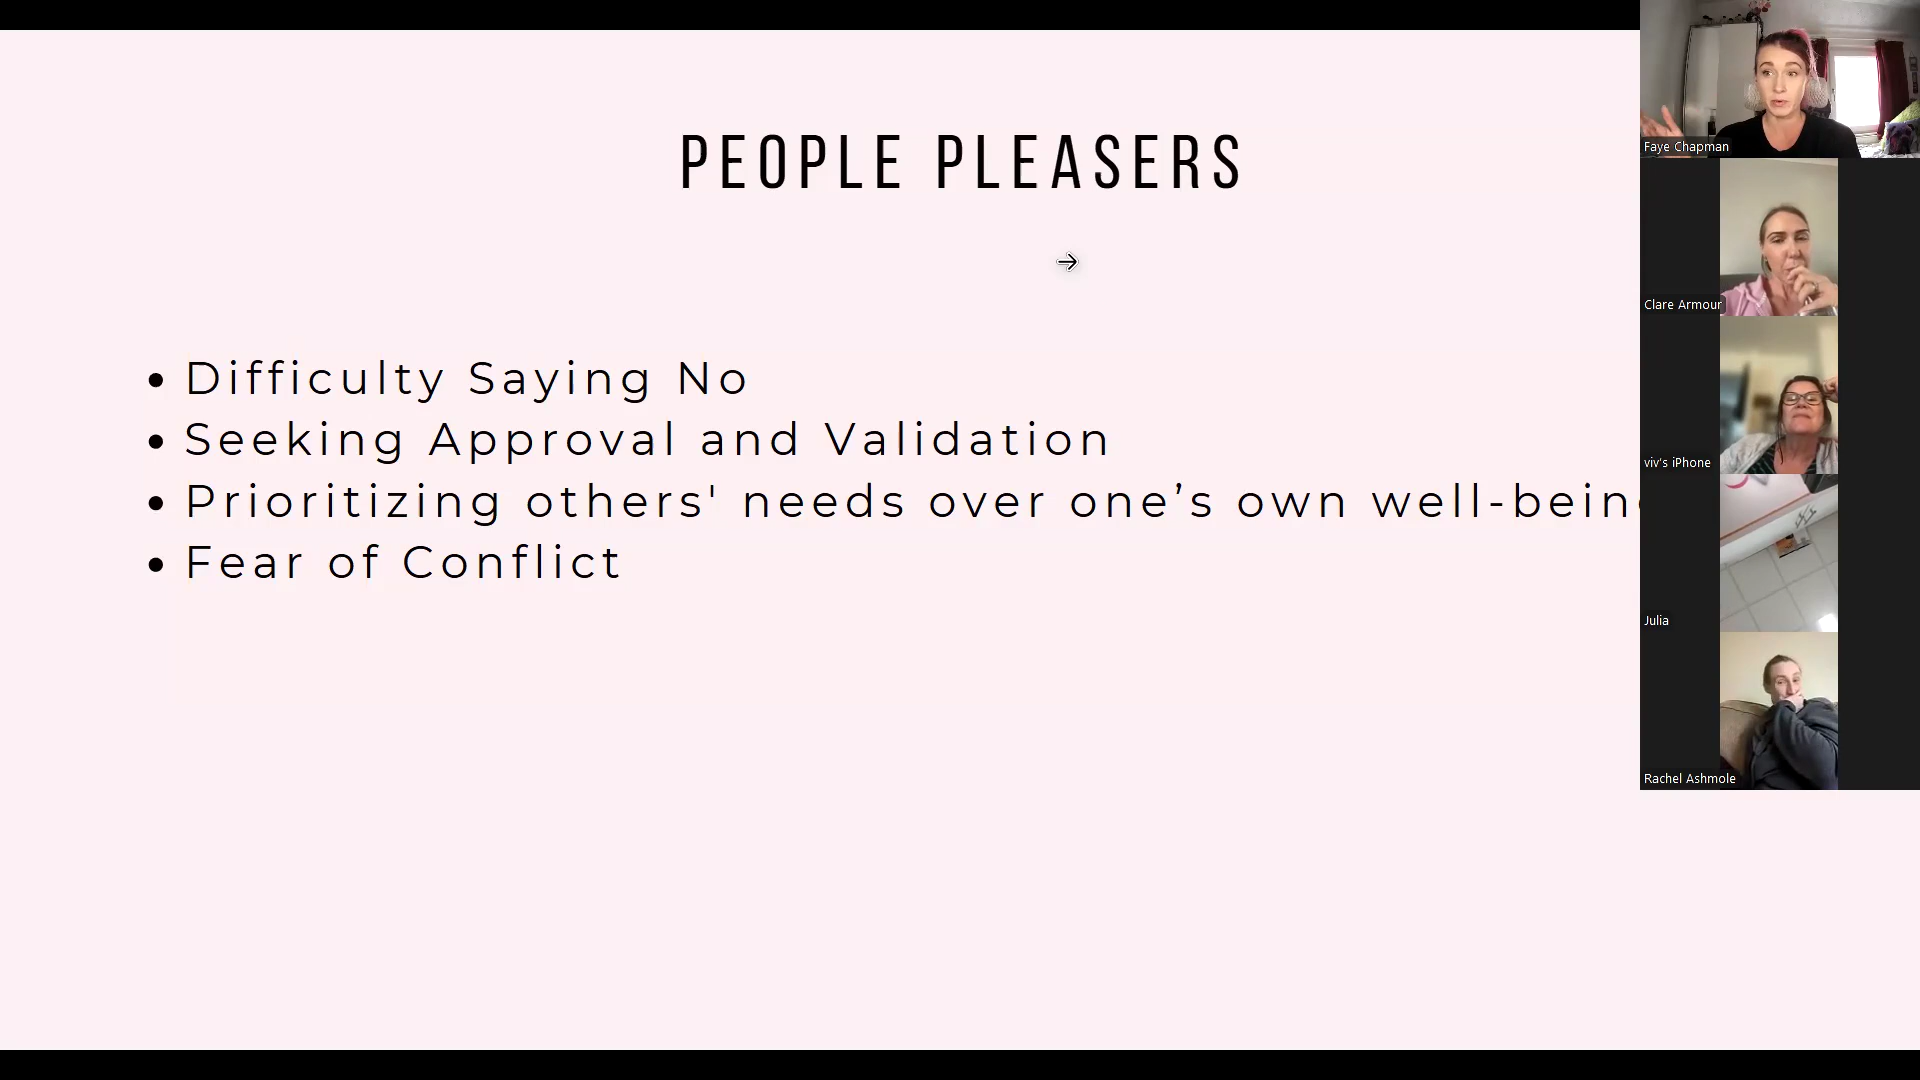 PEOPLE PLEASERS
Difficulty Saying No
Seeking Approval and Validation
Prioritizing others' needs over one’s own well-being
Fear of Conflict
Faye Chapman
Clare Armour
viv's iPhone
Julia
Rachel Ashmole